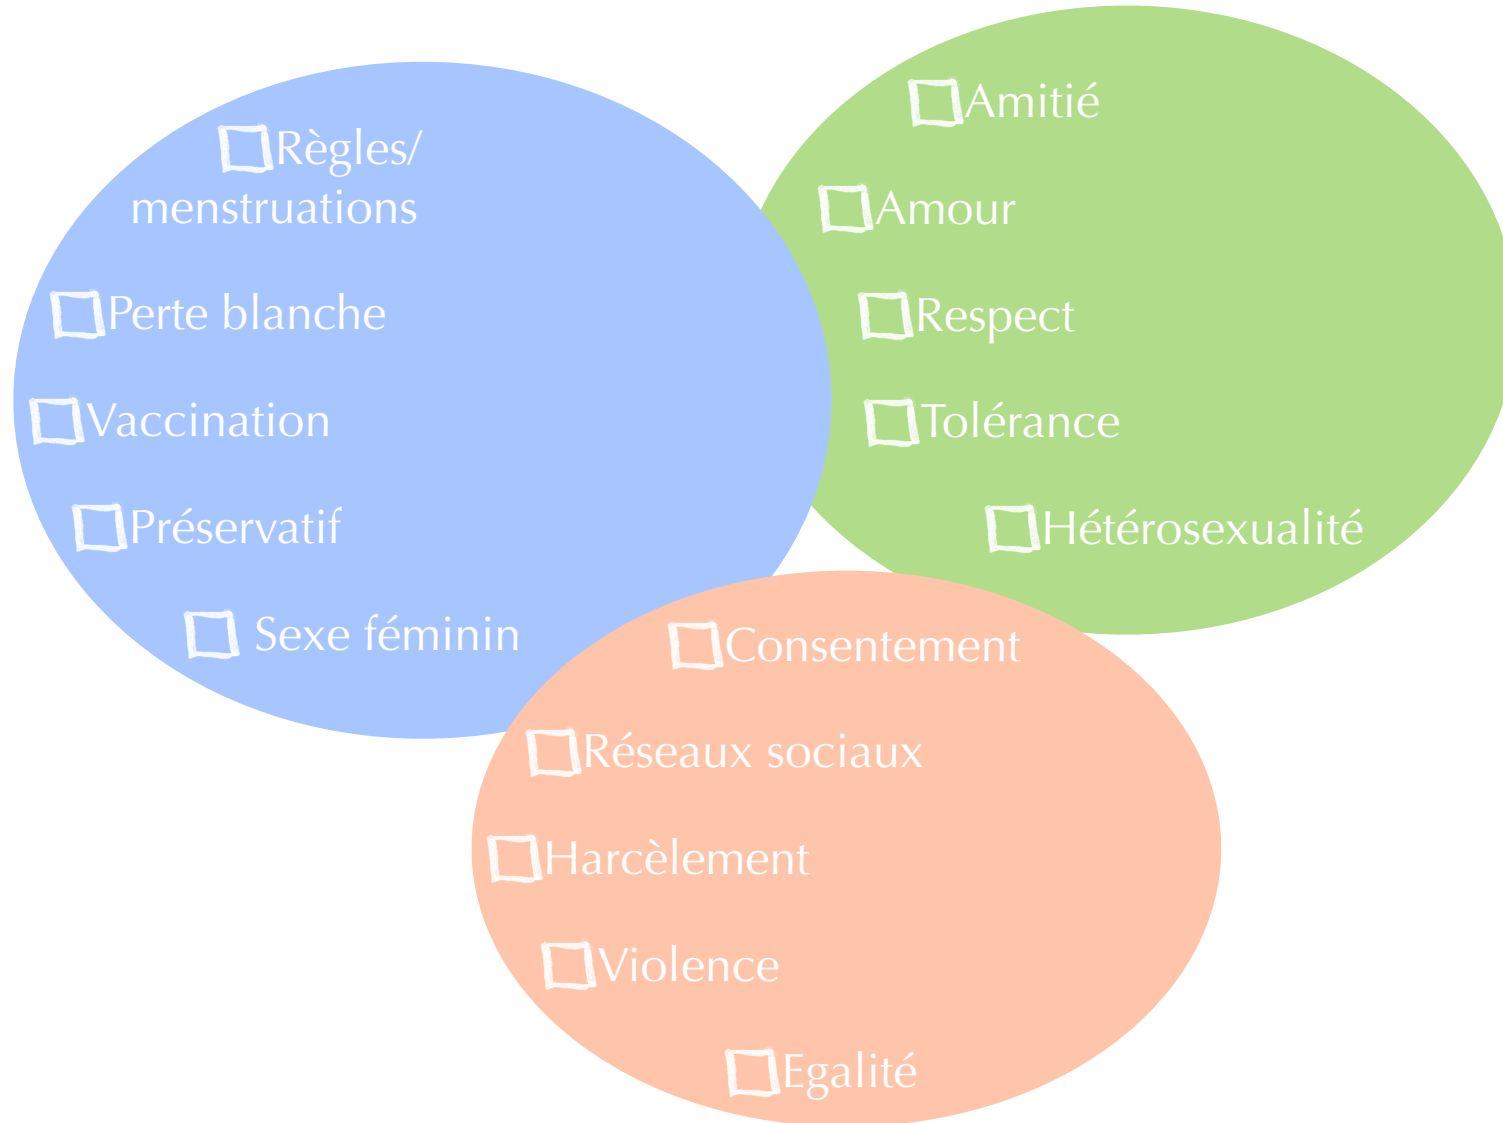 Règles/
menstruations
Perte blanche
Vaccination
Préservatif
Sexe féminin
Amitié
Amour
Respect
Tolérance
Hétérosexualité
Consentement
Réseaux sociaux
Harcèlement
Violence
Egalité